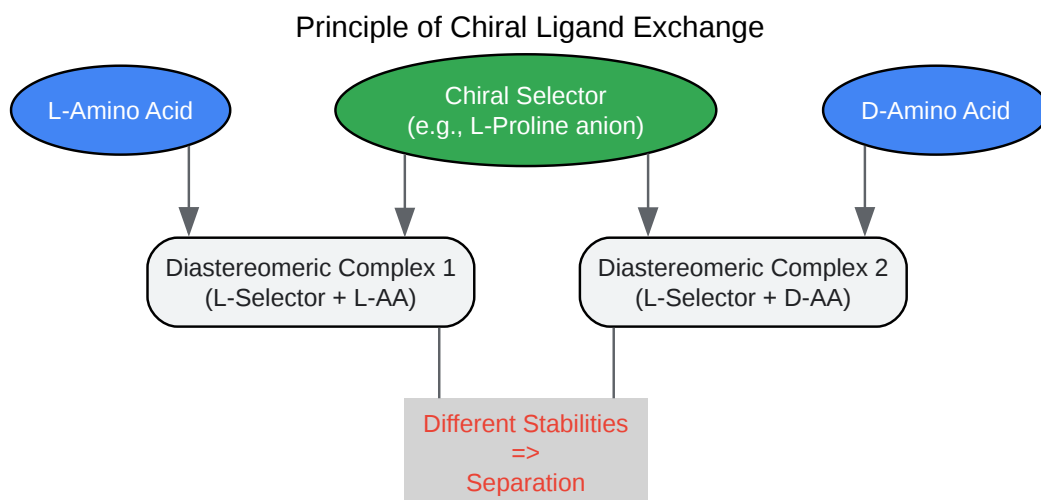 Principle of Chiral Ligand Exchange
L-Amino Acid
Chiral Selector
(e.g., L-Proline anion)
D-Amino Acid
Diastereomeric Complex 1
(L-Selector + L-AA)
Diastereomeric Complex 2
(L-Selector + D-AA)
Different Stabilities
=>
Separation